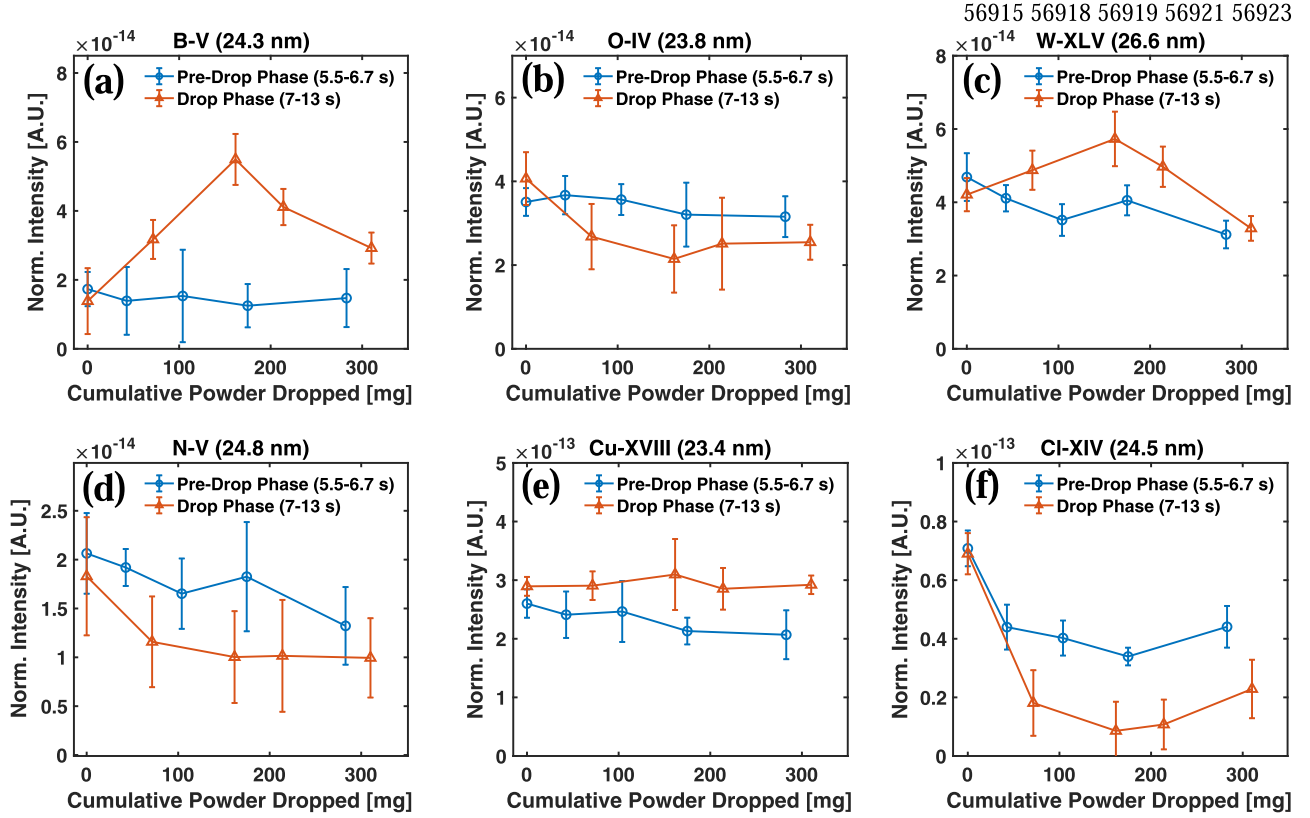 56915 56918 56919 56921 56923
×10⁻¹⁴
B-V (24.3 nm)
(a)
Pre-Drop Phase (5.5-6.7 s)
Drop Phase (7-13 s)
Norm. Intensity [A.U.]
8
6
4
2
0
0 100 200 300
Cumulative Powder Dropped [mg]
×10⁻¹⁴
O-IV (23.8 nm)
(b)
Pre-Drop Phase (5.5-6.7 s)
Drop Phase (7-13 s)
Norm. Intensity [A.U.]
6
4
2
0
0 100 200 300
Cumulative Powder Dropped [mg]
×10⁻¹⁴
W-XLV (26.6 nm)
(c)
Pre-Drop Phase (5.5-6.7 s)
Drop Phase (7-13 s)
Norm. Intensity [A.U.]
8
6
4
2
0
0 100 200 300
Cumulative Powder Dropped [mg]
×10⁻¹⁴
N-V (24.8 nm)
(d)
Pre-Drop Phase (5.5-6.7 s)
Drop Phase (7-13 s)
Norm. Intensity [A.U.]
2.5
2
1.5
1
0.5
0
0 100 200 300
Cumulative Powder Dropped [mg]
×10⁻¹³
Cu-XVIII (23.4 nm)
(e)
Pre-Drop Phase (5.5-6.7 s)
Drop Phase (7-13 s)
Norm. Intensity [A.U.]
5
4
3
2
1
0
0 100 200 300
Cumulative Powder Dropped [mg]
×10⁻¹³
Cl-XIV (24.5 nm)
(f)
Pre-Drop Phase (5.5-6.7 s)
Drop Phase (7-13 s)
Norm. Intensity [A.U.]
1
0.8
0.6
0.4
0.2
0
0 100 200 300
Cumulative Powder Dropped [mg]